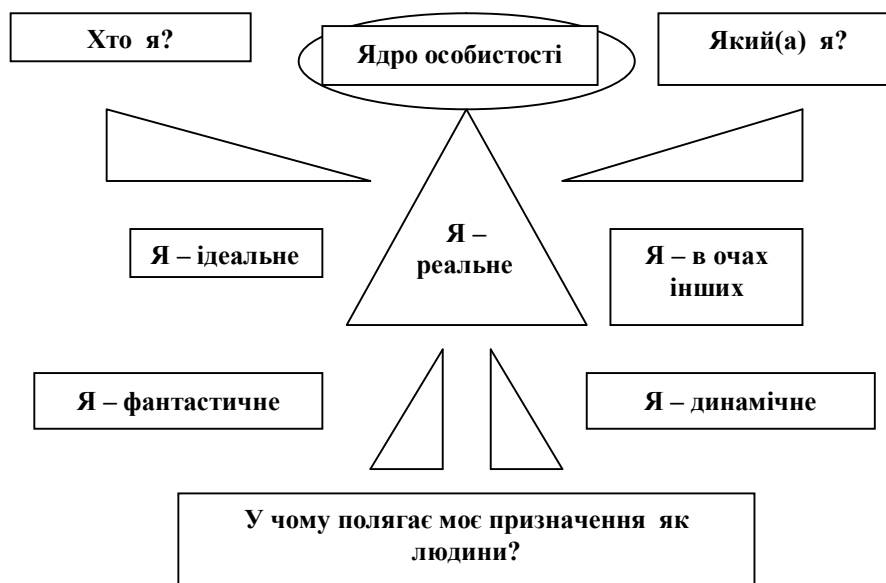 Хто я?
Ядро особистості
Який(а) я?
Я – ідеальне
Я –
реальне
Я – в очах
інших
Я – фантастичне
Я – динамічне
У чому полягає моє призначення як
людини?